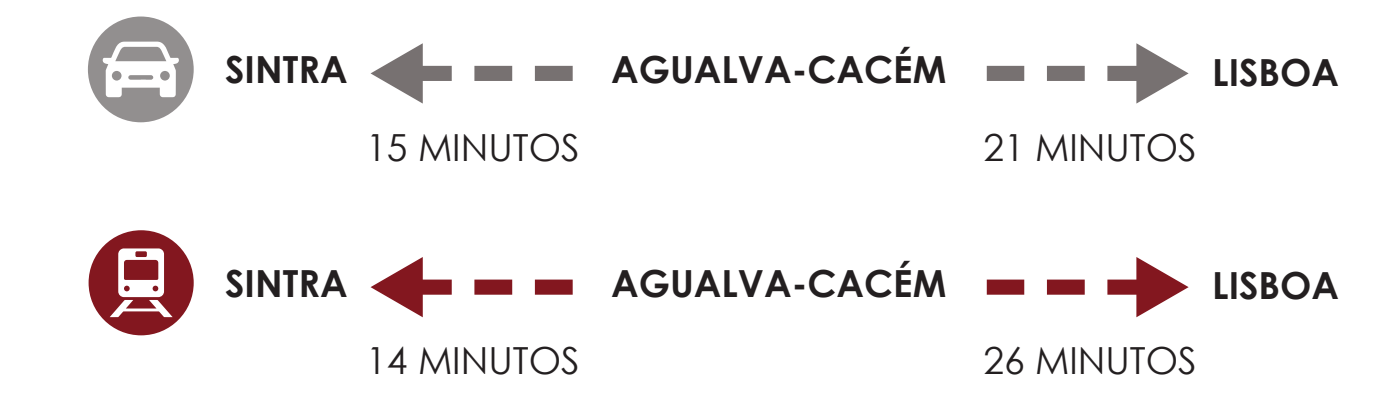 SINTRA AGUALVA-CACÉM LISBOA
15 MINUTOS 21 MINUTOS
SINTRA AGUALVA-CACÉM LISBOA
14 MINUTOS 26 MINUTOS